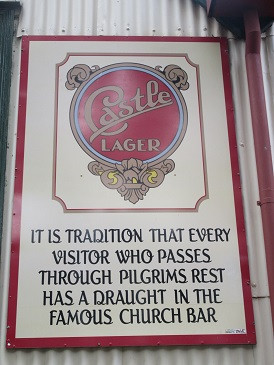 Castle
LAGER
IT IS TRADITION THAT EVERY
VISITOR WHO PASSES
THROUGH PILGRIMS REST
HAS A DRAUGHT IN THE
FAMOUS CHURCH BAR